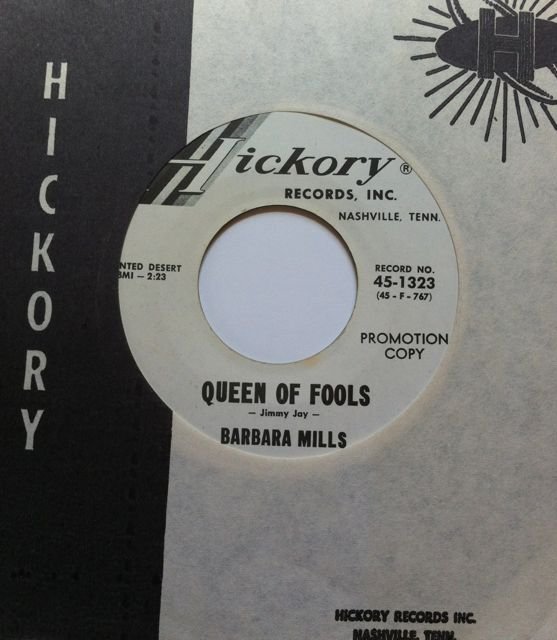 HICKORY
Hickory®
RECORDS, INC.
NASHVILLE, TENN.
NTED DESERT
BMI — 2:23
RECORD NO.
45-1323
(45 - F - 767)
PROMOTION
COPY
QUEEN OF FOOLS
— Jimmy Jay —
BARBARA MILLS
H
HICKORY RECORDS INC.
NASHVILLE, TENN.